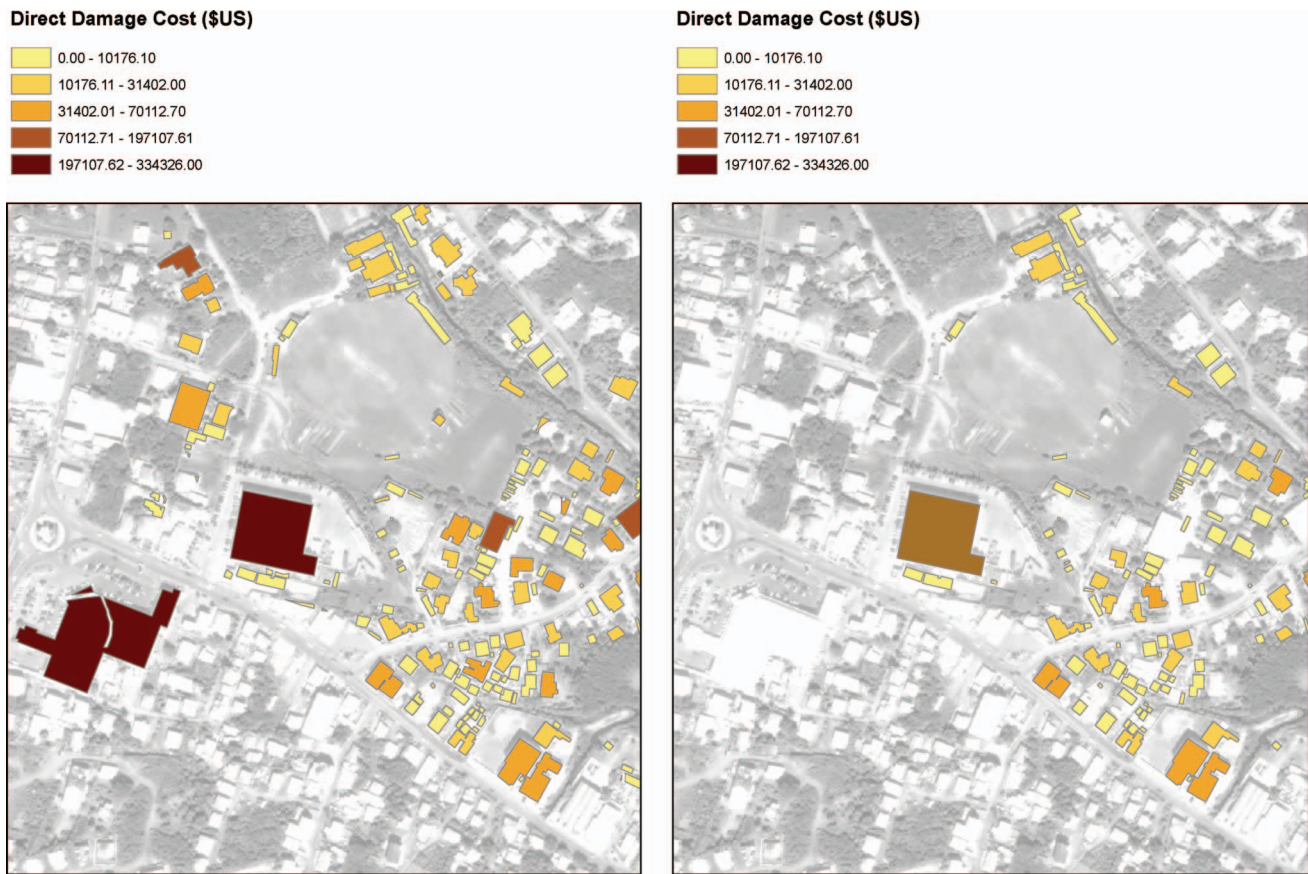 Direct Damage Cost ($US)
0.00 - 10176.10
10176.11 - 31402.00
31402.01 - 70112.70
70112.71 - 197107.61
197107.62 - 334326.00
Direct Damage Cost ($US)
0.00 - 10176.10
10176.11 - 31402.00
31402.01 - 70112.70
70112.71 - 197107.61
197107.62 - 334326.00